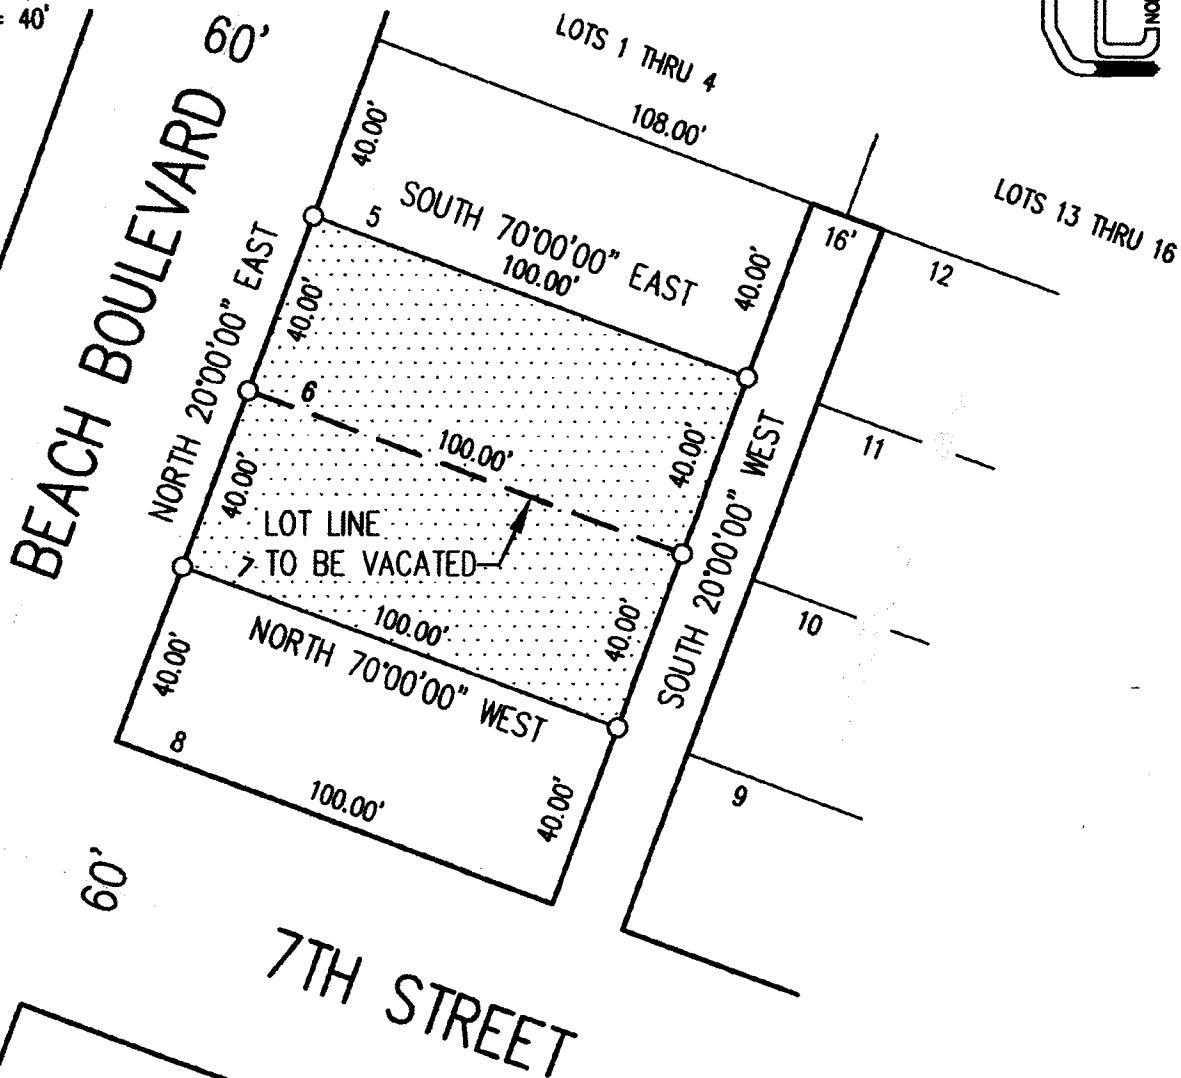 = 40'
60'
LOTS 1 THRU 4
108.00'
40.00'
5
SOUTH 70°00'00" EAST
100.00'
40.00'
16'
12
LOTS 13 THRU 16
BEACH BOULEVARD
NORTH 20°00'00" EAST
40.00'
6
100.00'
40.00'
SOUTH 20°00'00" WEST
11
40.00'
LOT LINE
7 TO BE VACATED
100.00'
40.00'
10
NORTH 70°00'00" WEST
40.00'
8
100.00'
40.00'
9
60'
7TH STREET